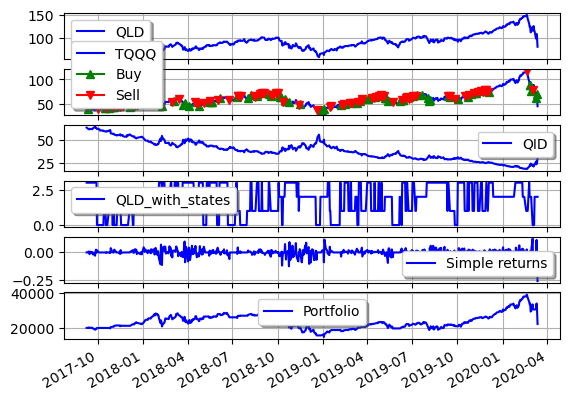 150
QLD
100
TQQQ
100
Buy
50
Sell
50
QID
25
2.5
QLD_with_states
0.0
0.00
Simple returns
−0.25
40000
Portfolio
20000
2017-10
2018-01
2018-04
2018-07
2018-10
2019-01
2019-04
2019-07
2019-10
2020-01
2020-04